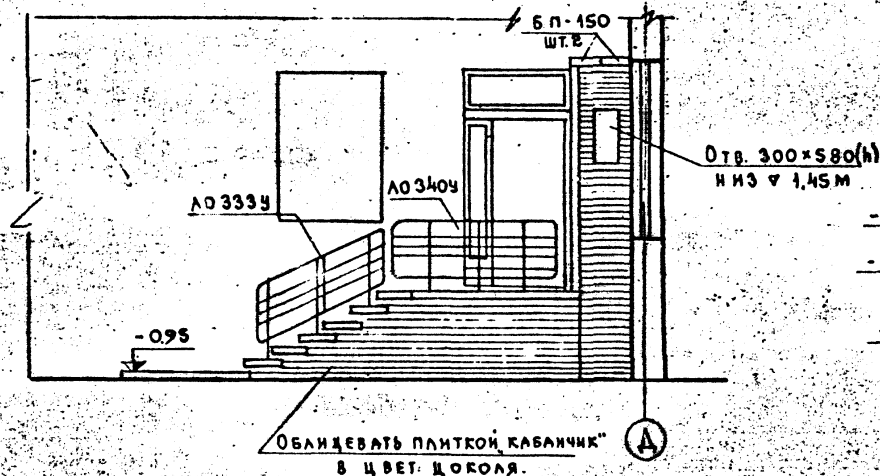 БП-150
ШТ.2
ОТВ. 300×580(h)
НИЗ ▽ 1,45 М
ЛО 340У
ЛО 333У
-0.95
ОБЛИЦЕВАТЬ ПЛИТКОЙ „КАБАНЧИК"
В ЦВЕТ ЦОКОЛЯ.
Д